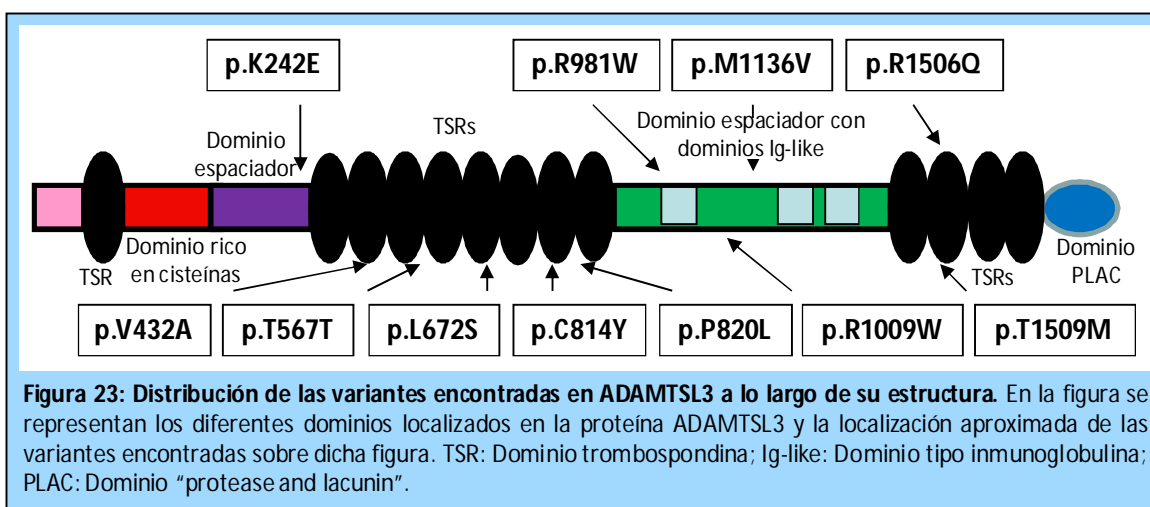 p.K242E
p.R981W
p.M1136V
p.R1506Q
TSRs
Dominio espaciador con
dominios Ig-like
Dominio
espaciador
TSR
Dominio rico
en cisteínas
TSRs
Dominio
PLAC
p.V432A
p.T567T
p.L672S
p.C814Y
p.P820L
p.R1009W
p.T1509M
Figura 23: Distribución de las variantes encontradas en ADAMTSL3 a lo largo de su estructura. En la figura se
representan los diferentes dominios localizados en la proteína ADAMTSL3 y la localización aproximada de las
variantes encontradas sobre dicha figura. TSR: Dominio trombospondina; Ig-like: Dominio tipo inmunoglobulina;
PLAC: Dominio “protease and lacunin”.